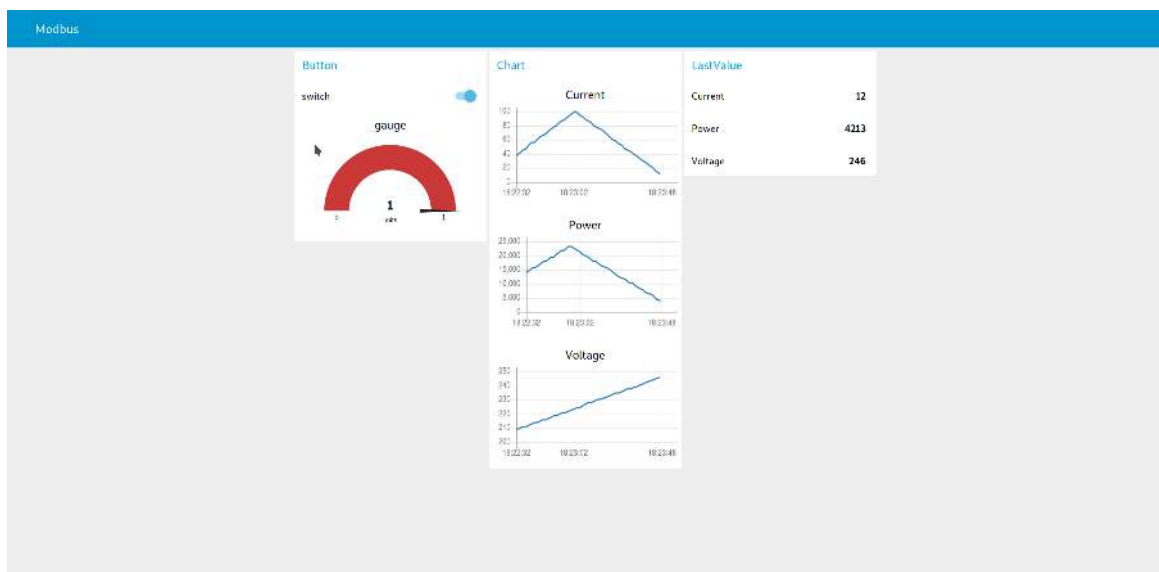 Modbus
Button
switch
gauge
1
0
units
1
Chart
Current
100
80
60
40
20
0
18:22:32 18:23:02 18:23:48
Power
25,000
20,000
15,000
10,000
5,000
0
18:22:32 18:23:02 18:23:48
Voltage
250
240
230
220
210
200
18:22:32 18:23:02 18:23:48
LastValue
Current 12
Power 4213
Voltage 246